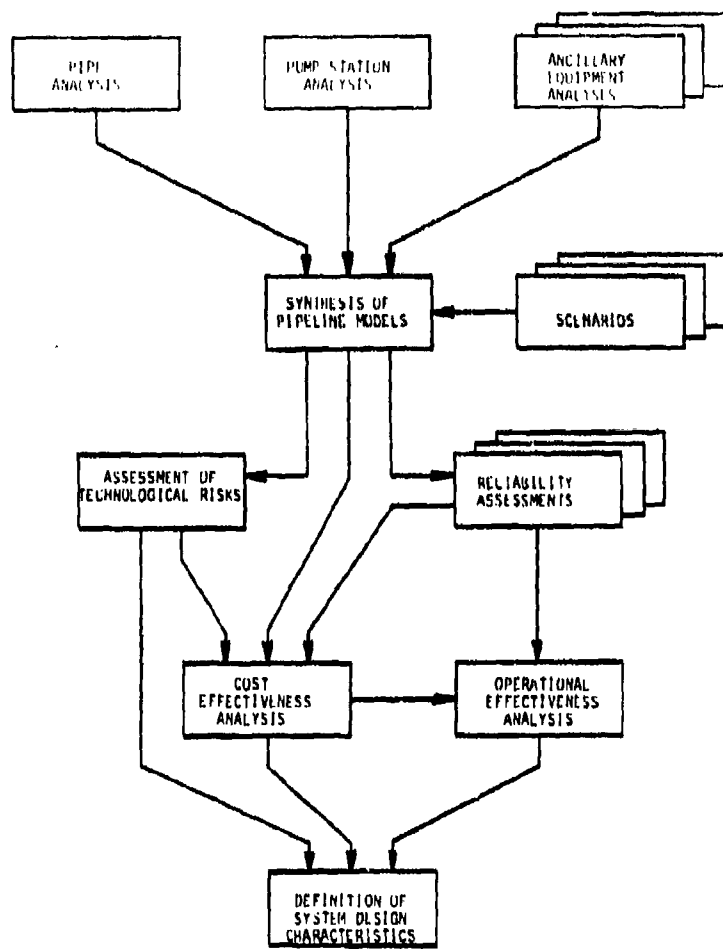 PIPE
ANALYSIS
PUMP STATION
ANALYSIS
ANCILLARY
EQUIPMENT
ANALYSES
SYNTHESIS OF
PIPELINE MODELS
SCENARIOS
ASSESSMENT OF
TECHNOLOGICAL RISKS
RELIABILITY
ASSESSMENTS
COST
EFFECTIVENESS
ANALYSIS
OPERATIONAL
EFFECTIVENESS
ANALYSIS
DEFINITION OF
SYSTEM DESIGN
CHARACTERISTICS